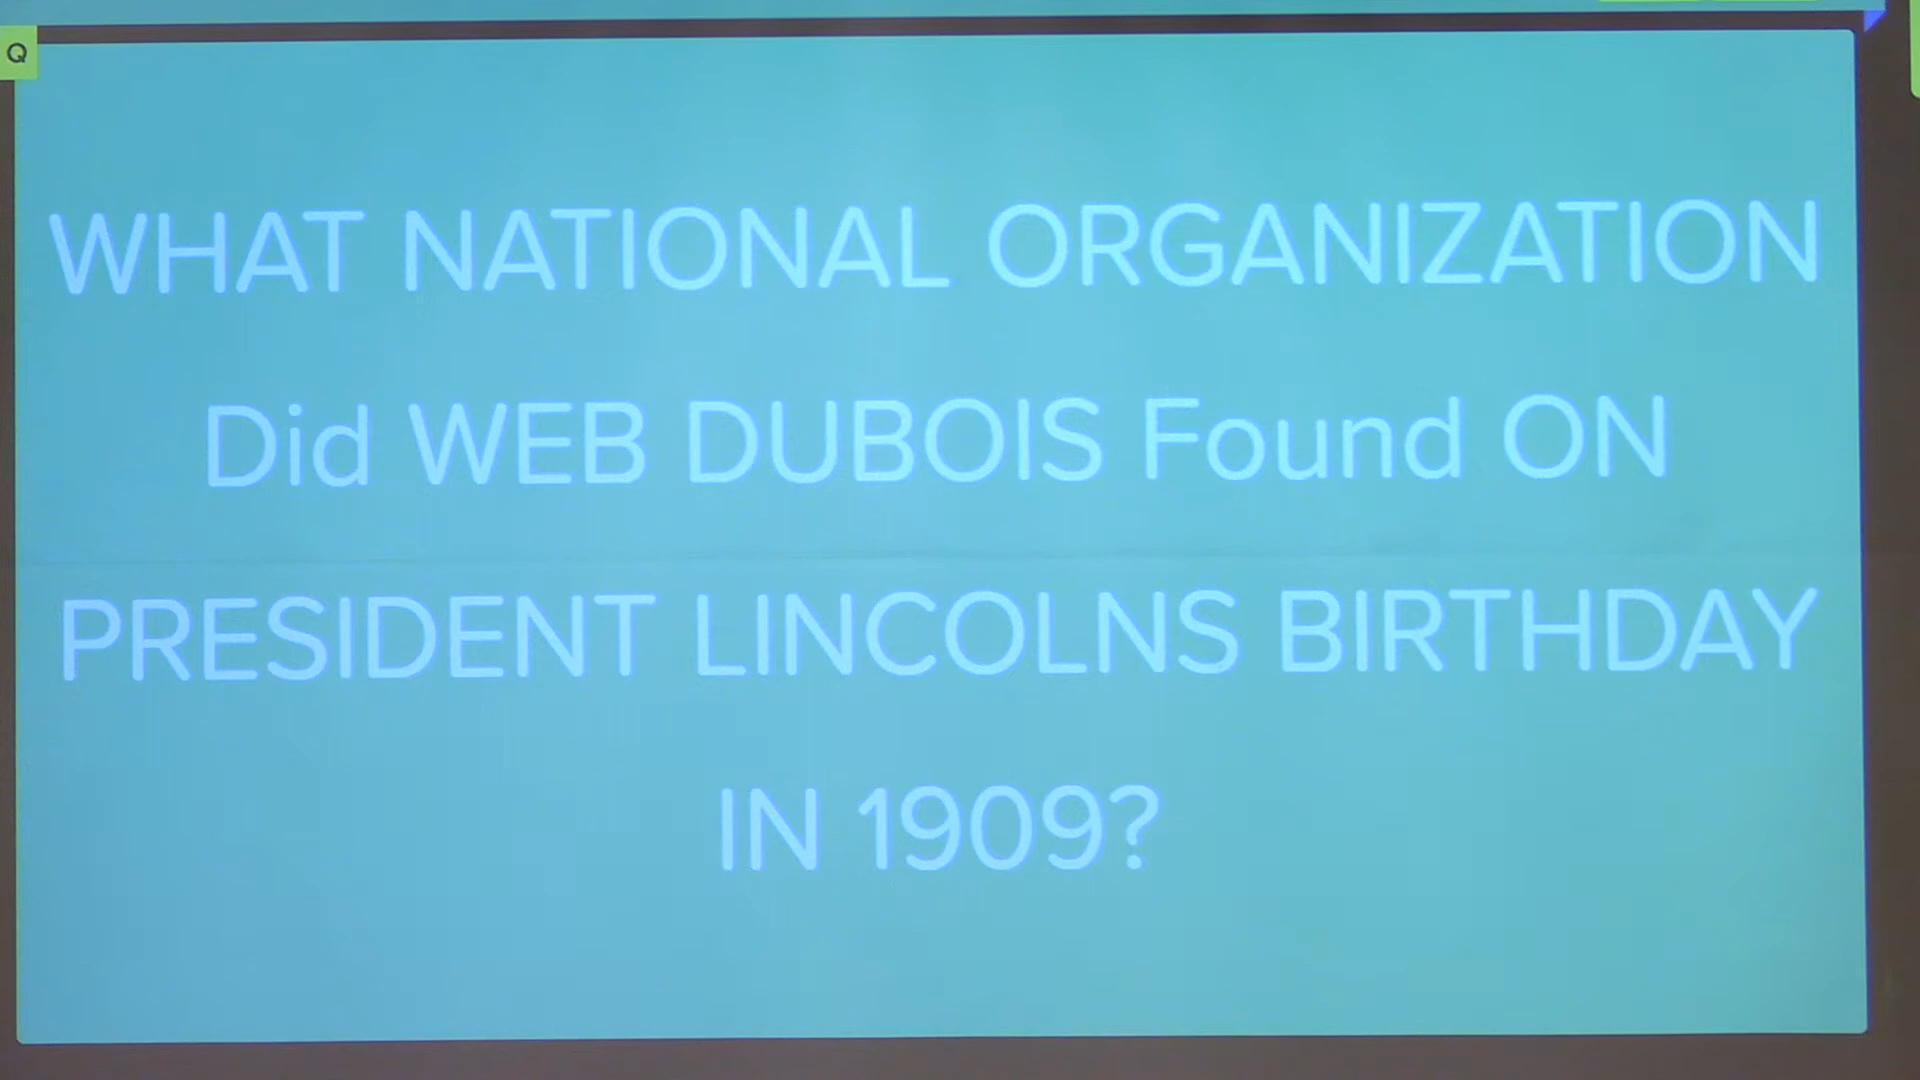 Q
WHAT NATIONAL ORGANIZATION
Did WEB DUBOIS Found ON
PRESIDENT LINCOLNS BIRTHDAY
IN 1909?